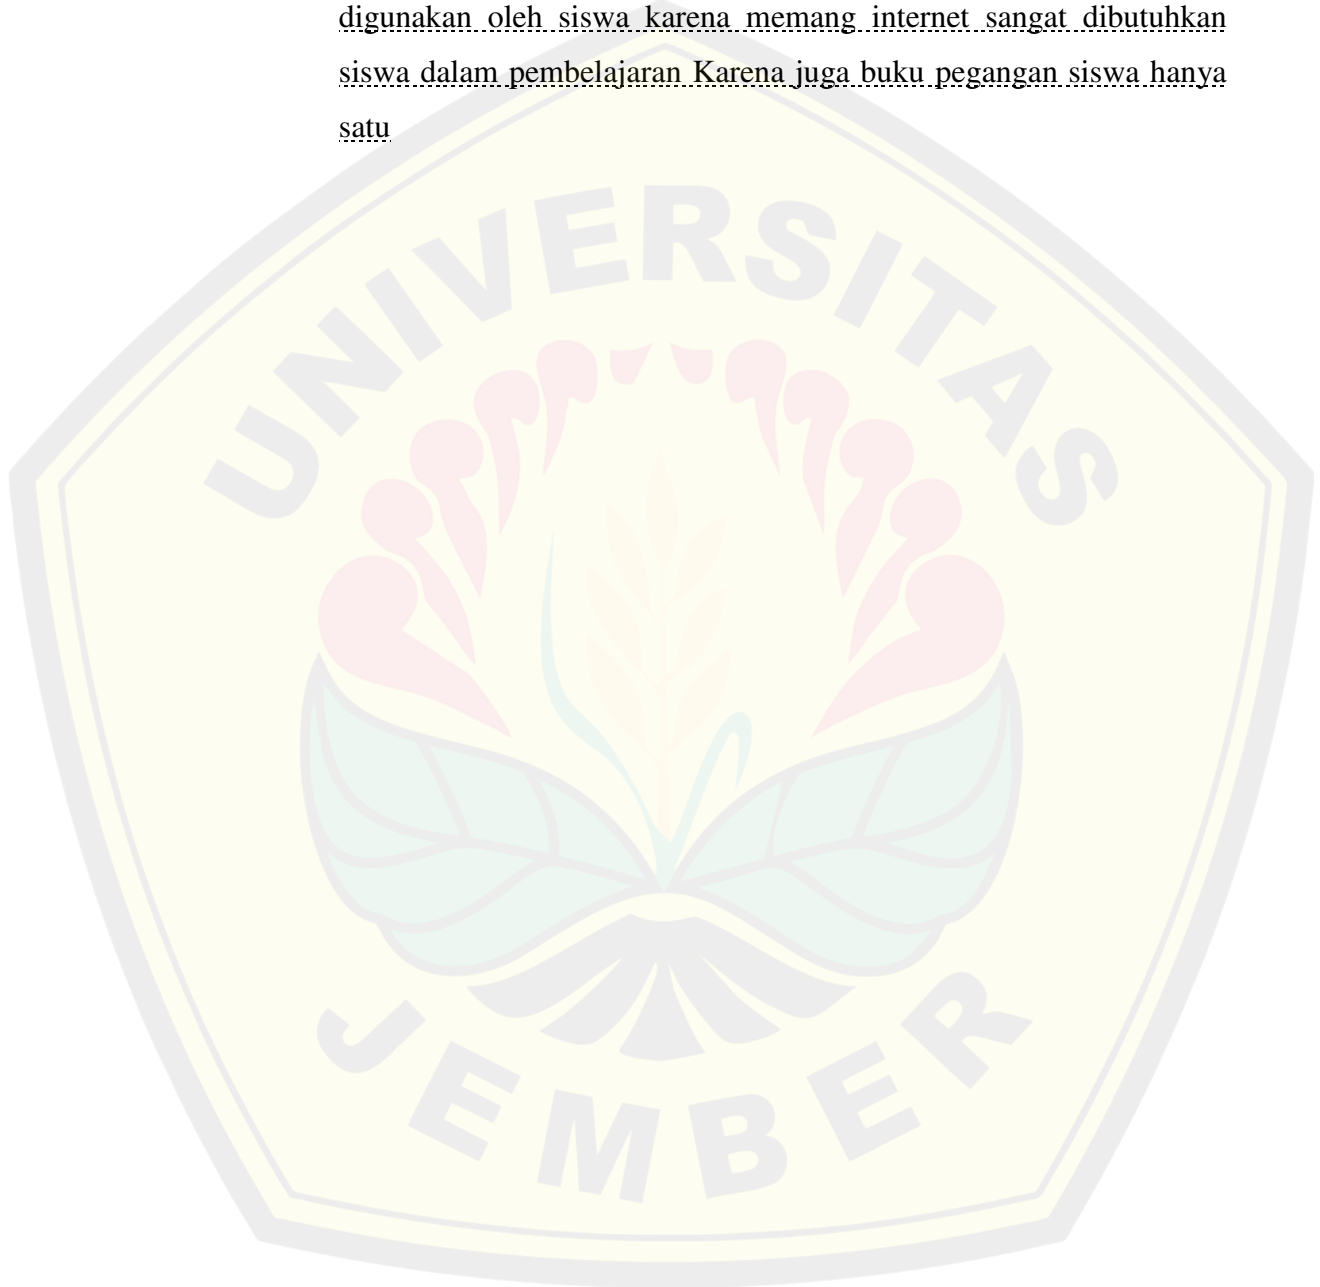 digunakan oleh siswa karena memang internet sangat dibutuhkan
siswa dalam pembelajaran Karena juga buku pegangan siswa hanya
satu
UNIVERSITAS
JEMBER